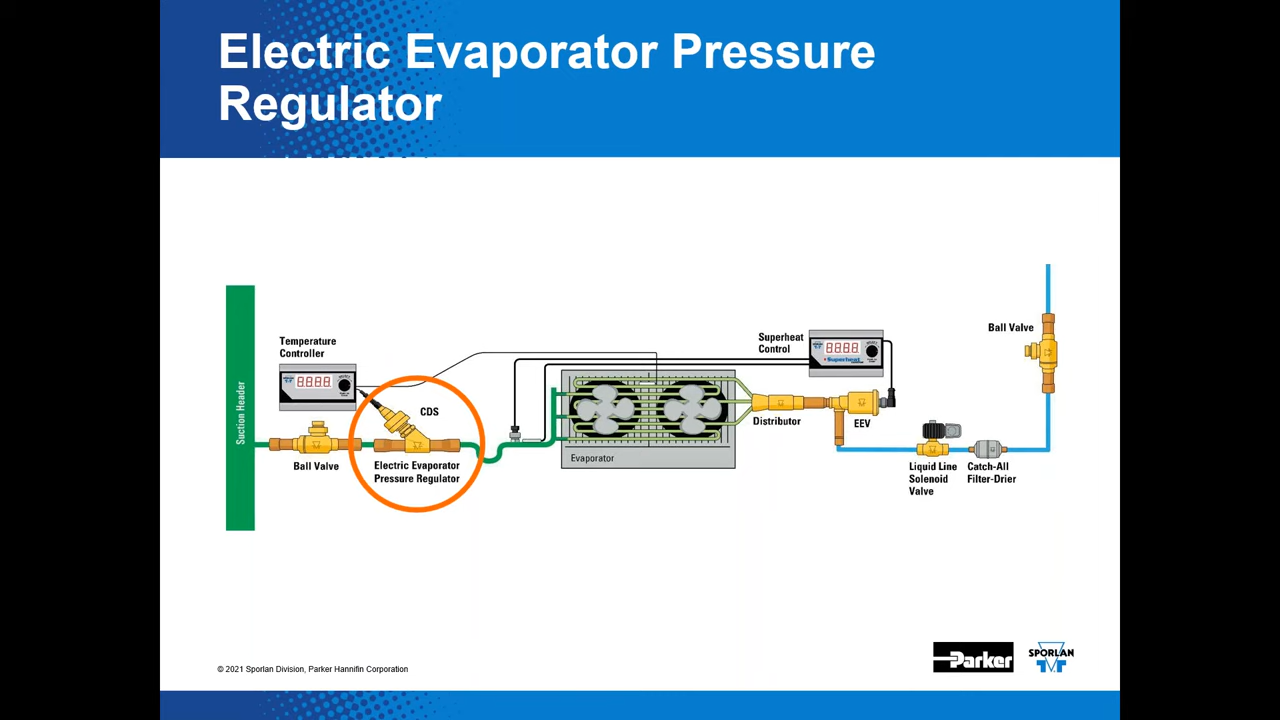 Electric Evaporator Pressure
Regulator
Temperature
Controller
CDS
Suction Header
Ball Valve
Electric Evaporator
Pressure Regulator
Evaporator
Superheat
Control
Superheat
Distributor
EEV
Liquid Line
Solenoid
Valve
Catch-All
Filter-Drier
Ball Valve
© 2021 Sporlan Division, Parker Hannifin Corporation
Parker
SPORLAN